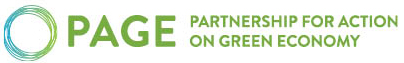 PAGE
PARTNERSHIP FOR ACTION
ON GREEN ECONOMY